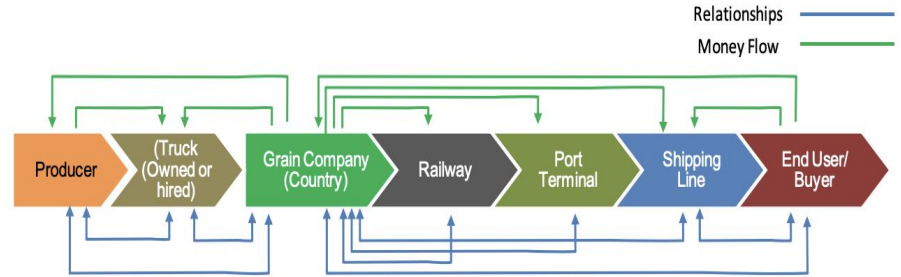 Relationships
Money Flow
Producer
(Truck
(Owned or
hired)
Grain Company
(Country)
Railway
Port
Terminal
Shipping
Line
End User/
Buyer